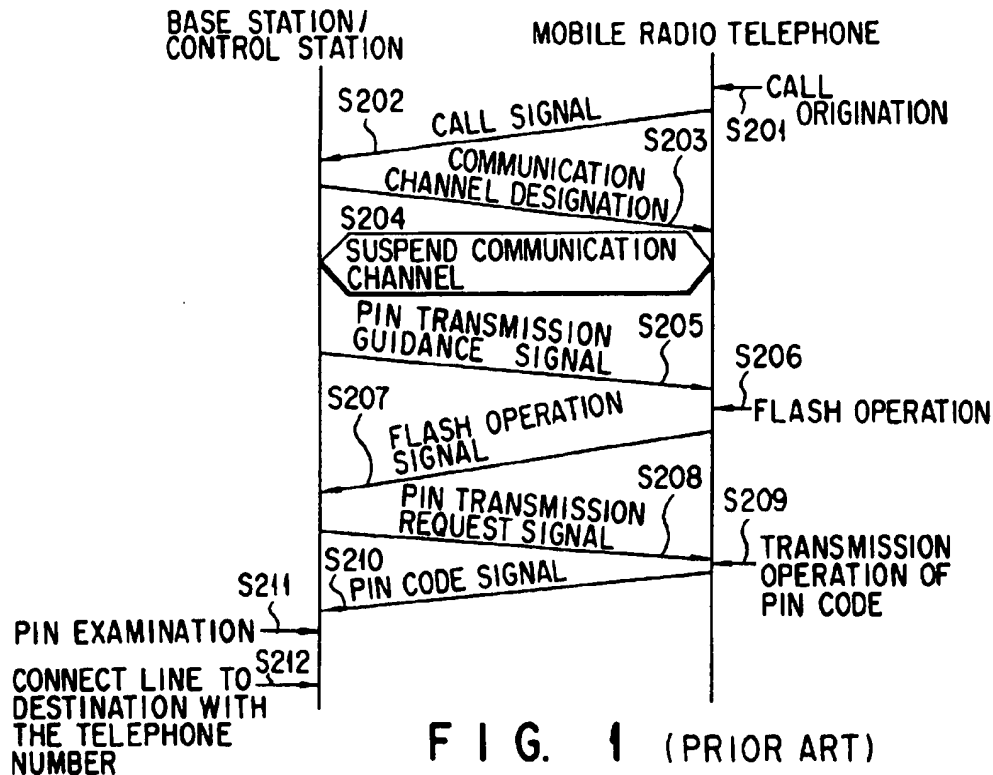 BASE STATION/
CONTROL STATION
MOBILE RADIO TELEPHONE
CALL
ORIGINATION
S201
S202
CALL SIGNAL
S203
COMMUNICATION
CHANNEL DESIGNATION
S204
SUSPEND COMMUNICATION
CHANNEL
PIN TRANSMISSION
GUIDANCE SIGNAL
S205
S206
FLASH OPERATION
S207
FLASH OPERATION
SIGNAL
S208
PIN TRANSMISSION
REQUEST SIGNAL
S209
TRANSMISSION
OPERATION OF
PIN CODE
S210
PIN CODE SIGNAL
S211
PIN EXAMINATION
S212
CONNECT LINE TO
DESTINATION WITH
THE TELEPHONE
NUMBER
FIG. 1 (PRIOR ART)